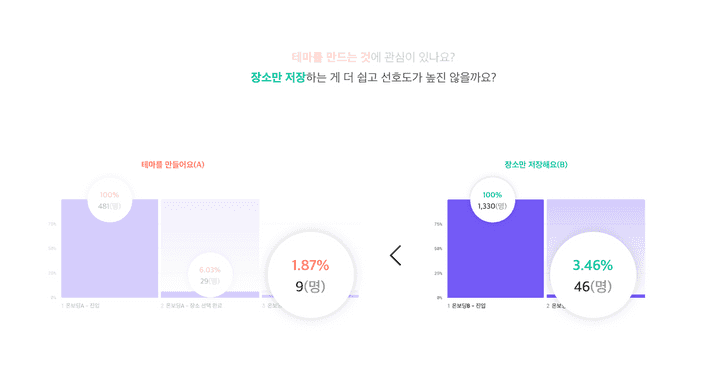 테마를 만드는 것에 관심이 있나요?
장소만 저장하는 게 더 쉽고 선호도가 높진 않을까요?
테마를 만들어요(A)
장소만 저장해요(B)
100%
481(명)
6.03%
29(명)
1.87%
9(명)
75%
50%
25%
0%
1 온보딩A - 진입
2 온보딩A - 장소 선택 완료
100%
1,330(명)
3.46%
46(명)
75%
50%
25%
0%
1 온보딩B - 진입
2 온보딩